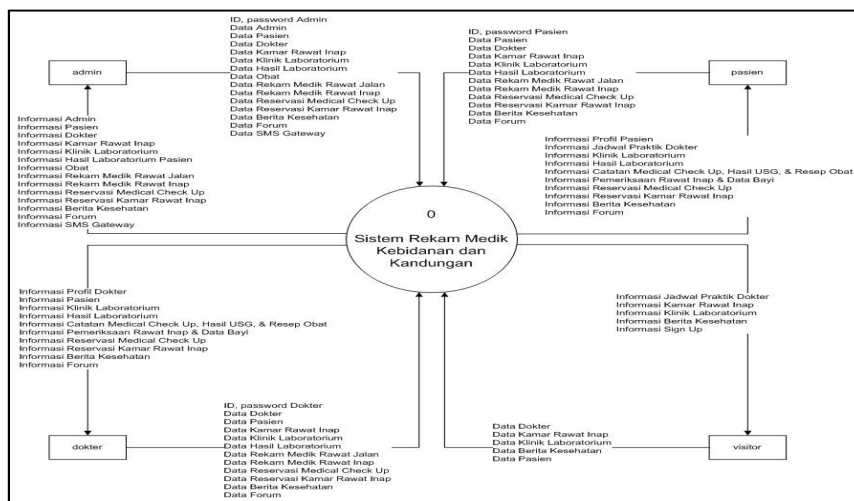 admin
ID, password Admin
Data Admin
Data Pasien
Data Dokter
Data Kamar Rawat Inap
Data Klinik Laboratorium
Data Hasil Laboratorium
Data Obat
Data Rekam Medik Rawat Jalan
Data Rekam Medik Rawat Inap
Data Reservasi Medical Check Up
Data Reservasi Kamar Rawat Inap
Data Berita Kesehatan
Data Forum
Data SMS Gateway
ID, password Pasien
Data Pasien
Data Dokter
Data Kamar Rawat Inap
Data Klinik Laboratorium
Data Hasil Laboratorium
Data Rekam Medik Rawat Jalan
Data Rekam Medik Rawat Inap
Data Reservasi Medical Check Up
Data Reservasi Kamar Rawat Inap
Data Berita Kesehatan
Data Forum
pasien
Informasi Admin
Informasi Pasien
Informasi Dokter
Informasi Kamar Rawat Inap
Informasi Klinik Laboratorium
Informasi Hasil Laboratorium Pasien
Informasi Obat
Informasi Rekam Medik Rawat Jalan
Informasi Rekam Medik Rawat Inap
Informasi Reservasi Medical Check Up
Informasi Reservasi Kamar Rawat Inap
Informasi Berita Kesehatan
Informasi Forum
Informasi SMS Gateway
Informasi Profil Pasien
Informasi Jadwal Praktik Dokter
Informasi Klinik Laboratorium
Informasi Hasil Laboratorium
Informasi Catatan Medical Check Up, Hasil USG, & Resep Obat
Informasi Pemeriksaan Rawat Inap & Data Bayi
Informasi Reservasi Medical Check Up
Informasi Reservasi Kamar Rawat Inap
Informasi Berita Kesehatan
Informasi Forum
0
Sistem Rekam Medik
Kebidanan dan
Kandungan
Informasi Profil Dokter
Informasi Pasien
Informasi Klinik Laboratorium
Informasi Hasil Laboratorium
Informasi Catatan Medical Check Up, Hasil USG, & Resep Obat
Informasi Pemeriksaan Rawat Inap & Data Bayi
Informasi Reservasi Medical Check Up
Informasi Reservasi Kamar Rawat Inap
Informasi Berita Kesehatan
Informasi Forum
Informasi Jadwal Praktik Dokter
Informasi Kamar Rawat Inap
Informasi Klinik Laboratorium
Informasi Berita Kesehatan
Informasi Sign Up
dokter
ID, password Dokter
Data Dokter
Data Pasien
Data Kamar Rawat Inap
Data Klinik Laboratorium
Data Hasil Laboratorium
Data Rekam Medik Rawat Jalan
Data Rekam Medik Rawat Inap
Data Reservasi Medical Check Up
Data Reservasi Kamar Rawat Inap
Data Berita Kesehatan
Data Forum
Data Dokter
Data Kamar Rawat Inap
Data Klinik Laboratorium
Data Berita Kesehatan
Data Pasien
visitor